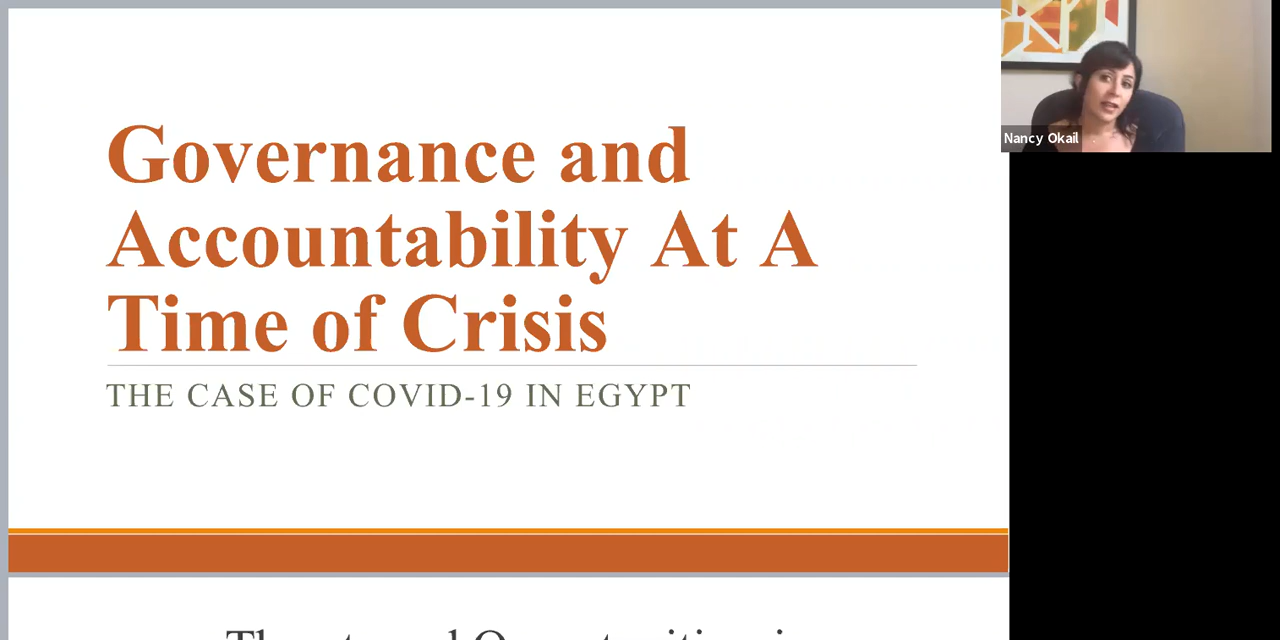 Governance and
Accountability At A
Time of Crisis
THE CASE OF COVID-19 IN EGYPT
Nancy Okail